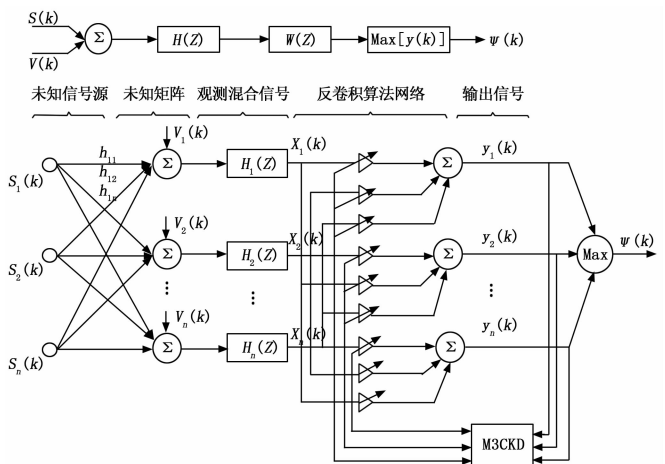 S(k)
V(k)
Σ
H(Z)
W(Z)
Max[y(k)]
Ψ(k)
未知信号源 未知矩阵 观测混合信号 反卷积算法网络 输出信号
V₁(k)
X₁(k)
y₁(k)
h₁₁
h₁₂
h₁ₙ
S₁(k)
Σ
H₁(Z)
Σ
V₂(k)
X₂(k)
y₂(k)
Ψ(k)
S₂(k)
Σ
H₂(Z)
Σ
Max
⋮
⋮
⋮
Vₙ(k)
Xₙ(k)
yₙ(k)
Sₙ(k)
Σ
Hₙ(Z)
Σ
M3CKD